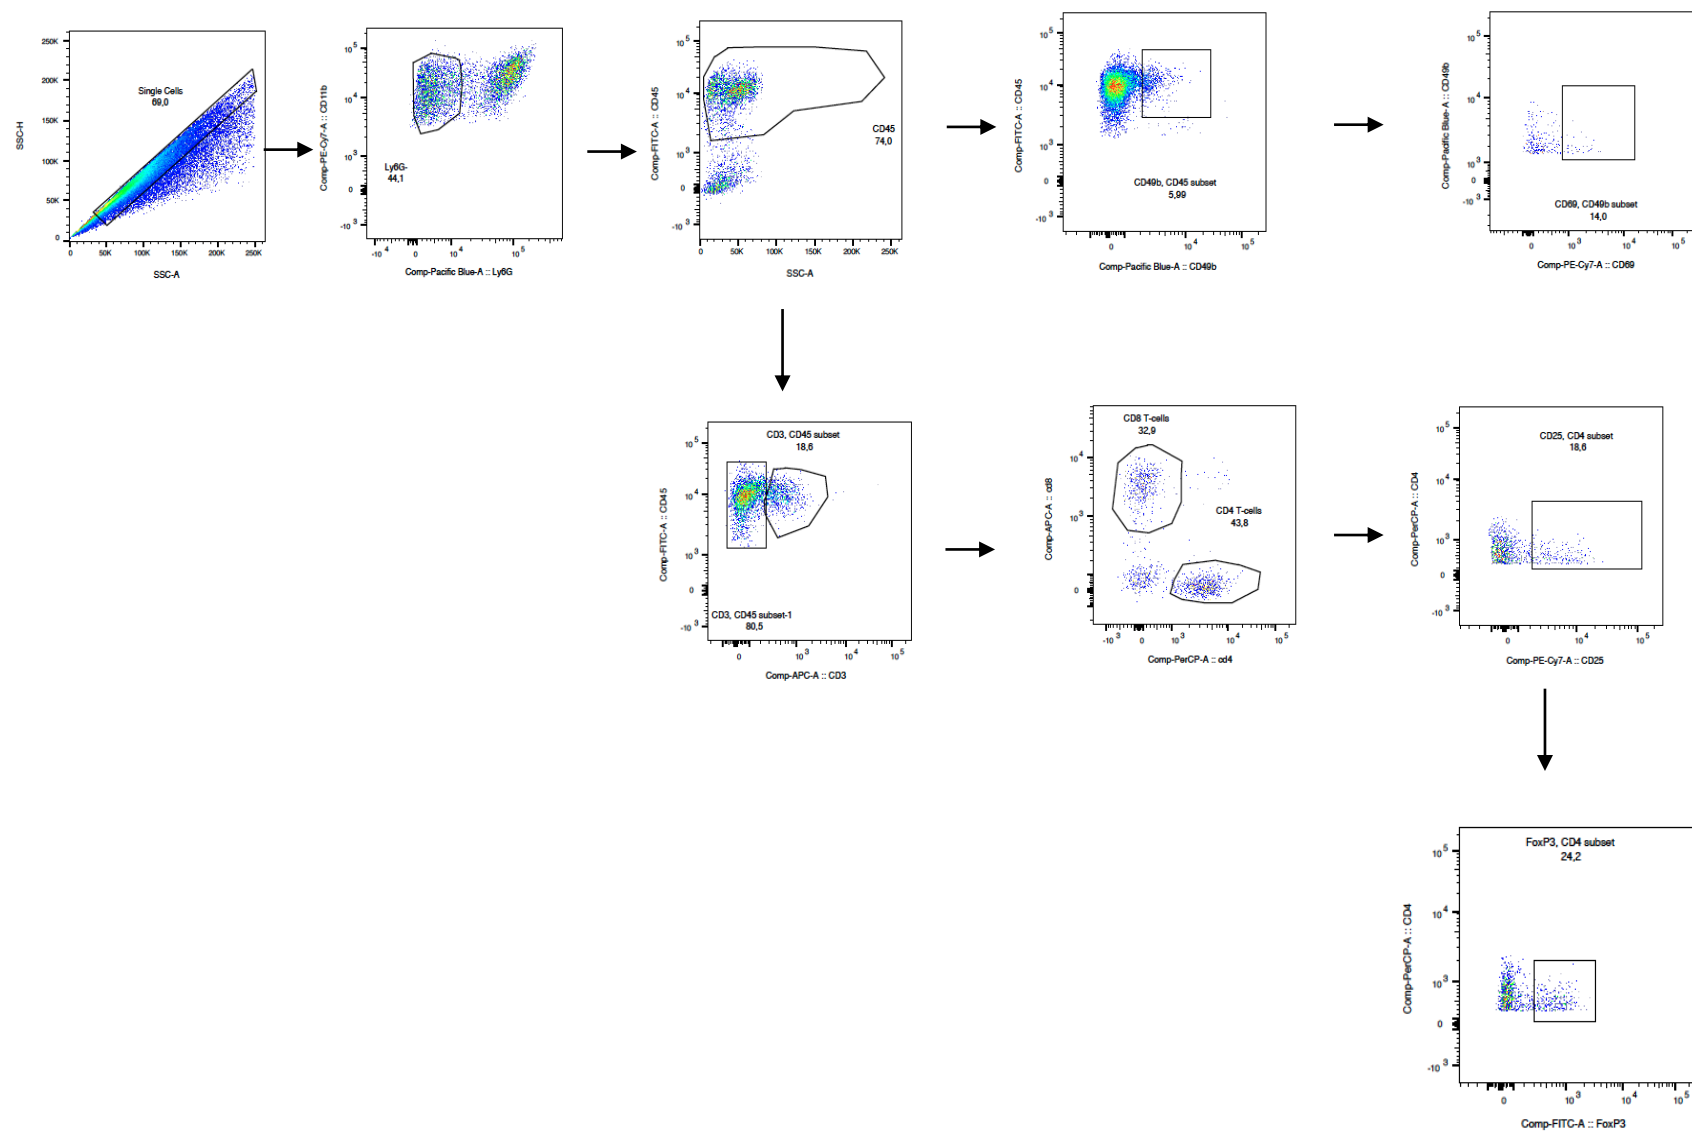 250K
200K
150K
100K
50K
0
SSC-H
Single Cells
69,0
0 50K 100K 150K 200K 250K
SSC-A
10 5
10 4
10 3
0
-10 3
Comp-PE-Cy7-A :: CD11b
Ly6G-
44,1
-10 4 0 10 4 10 5
Comp-Pacific Blue-A :: Ly6G
10 5
10 4
10 3
0
-10 3
Comp-FITC-A :: CD45
CD45
74,0
0 50K 100K 150K 200K 250K
SSC-A
10 5
10 4
10 3
0
-10 3
Comp-FITC-A :: CD45
CD49b, CD45 subset
5,99
0 10 4 10 5
Comp-Pacific Blue-A :: CD49b
10 5
10 4
10 3
0
-10 3
Comp-Pacific Blue-A :: CD49b
CD69, CD49b subset
14,0
0 10 3 10 4 10 5
Comp-PE-Cy7-A :: CD69
10 5
10 4
10 3
0
-10 3
Comp-FITC-A :: CD45
CD3, CD45 subset
18,6
CD3, CD45 subset-1
80,5
0 10 3 10 4 10 5
Comp-APC-A :: CD3
10 4
10 3
0
Comp-APC-A :: cd8
CD8 T-cells
32,9
CD4 T-cells
43,8
-10 3 0 10 3 10 4 10 5
Comp-PerCP-A :: cd4
10 5
10 4
10 3
0
-10 3
Comp-PerCP-A :: CD4
CD25, CD4 subset
18,6
0 10 4 10 5
Comp-PE-Cy7-A :: CD25
10 5
10 4
10 3
0
-10 3
Comp-PerCP-A :: CD4
FoxP3, CD4 subset
24,2
0 10 3 10 4 10 5
Comp-FITC-A :: FoxP3